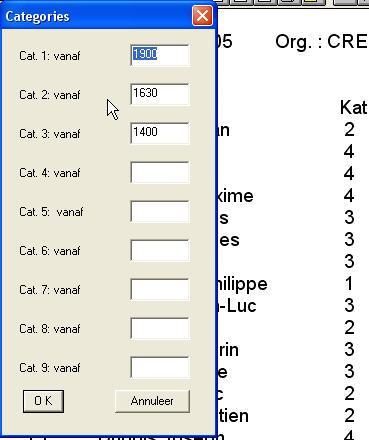 Categories
Cat. 1: vanaf 1900
Cat. 2: vanaf 1630
Cat. 3: vanaf 1400
Cat. 4: vanaf
Cat. 5: vanaf
Cat. 6: vanaf
Cat. 7: vanaf
Cat. 8: vanaf
Cat. 9: vanaf
O K Annuleer
05 Org. : CRE
Kat
an 2
4
4
xime 4
s 3
es 3
3
hilippe 1
-Luc 3
2
rin 3
e 3
c 2
tien 2
4